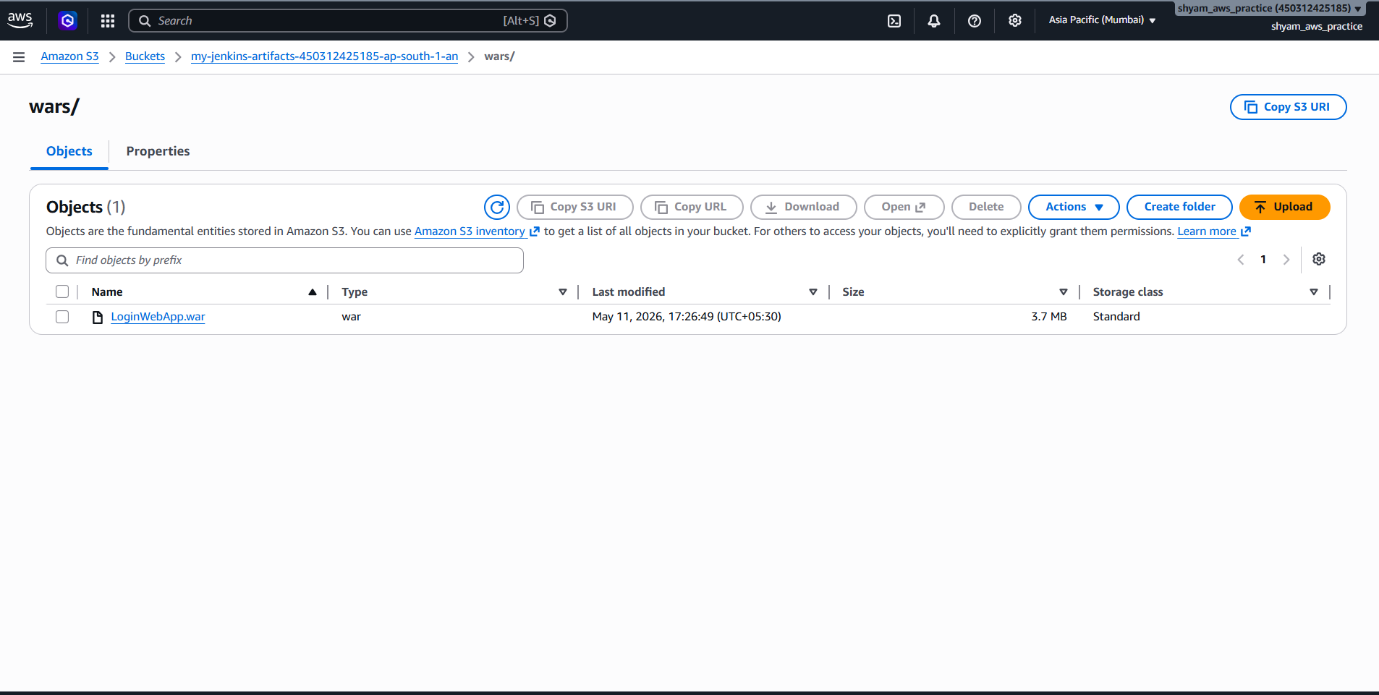 aws Search [Alt+S] Asia Pacific (Mumbai) shyam_aws_practice (450312425185)
shyam_aws_practice
Amazon S3 Buckets my-jenkins-artifacts-450312425185-ap-south-1-an wars/
wars/
Copy S3 URI
Objects Properties
Objects (1) Copy S3 URI Copy URL Download Open Delete Actions Create folder Upload
Objects are the fundamental entities stored in Amazon S3. You can use Amazon S3 inventory to get a list of all objects in your bucket. For others to access your objects, you'll need to explicitly grant them permissions. Learn more
Find objects by prefix 1
Name Type Last modified Size Storage class
LoginWebApp.war war May 11, 2026, 17:26:49 (UTC+05:30) 3.7 MB Standard